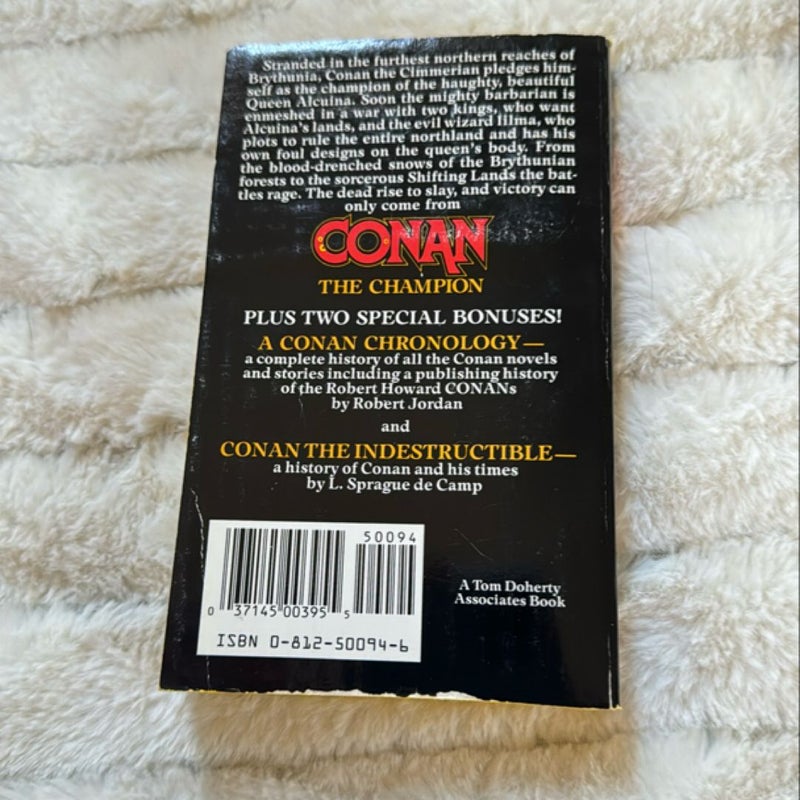 Stranded in the furthest northern reaches of
Brythunia, Conan the Cimmerian pledges him-
self as the champion of the haughty, beautiful
Queen Alcuina. Soon the mighty barbarian is
enmeshed in a war with two kings, who want
Alcuina's lands, and the evil wizard Iilma, who
plots to rule the entire northland and has his
own foul designs on the queen's body. From
the blood-drenched snows of the Brythunian
forests to the sorcerous Shifting Lands the bat-
tles rage. The dead rise to slay, and victory can
only come from
CONAN
THE CHAMPION
PLUS TWO SPECIAL BONUSES!
A CONAN CHRONOLOGY—
a complete history of all the Conan novels
and stories including a publishing history
of the Robert Howard CONANs
by Robert Jordan
and
CONAN THE INDESTRUCTIBLE—
a history of Conan and his times
by L. Sprague de Camp
50094
0 37145 00395 5
ISBN 0-812-50094-6
A Tom Doherty
Associates Book